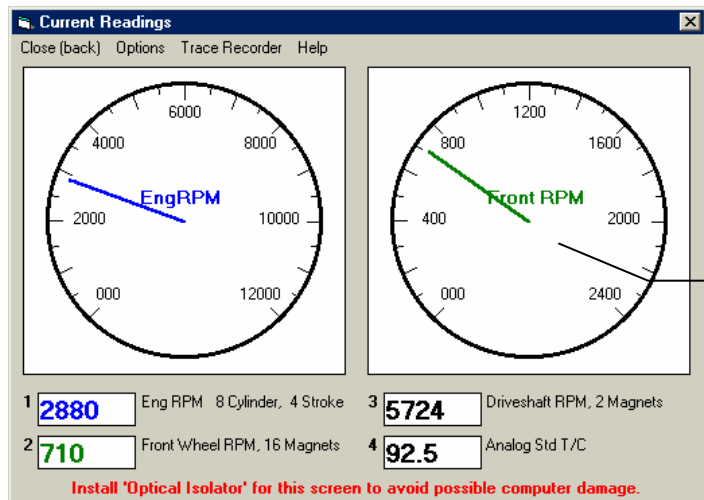 Current Readings
Close (back) Options Trace Recorder Help
6000
4000 8000
EngRPM
2000 10000
000 12000
1200
800 1600
Front RPM
400 2000
000 2400
1 2880 Eng RPM 8 Cylinder, 4 Stroke
3 5724 Driveshaft RPM, 2 Magnets
2 710 Front Wheel RPM, 16 Magnets
4 92.5 Analog Std T/C
Install 'Optical Isolator' for this screen to avoid possible computer damage.